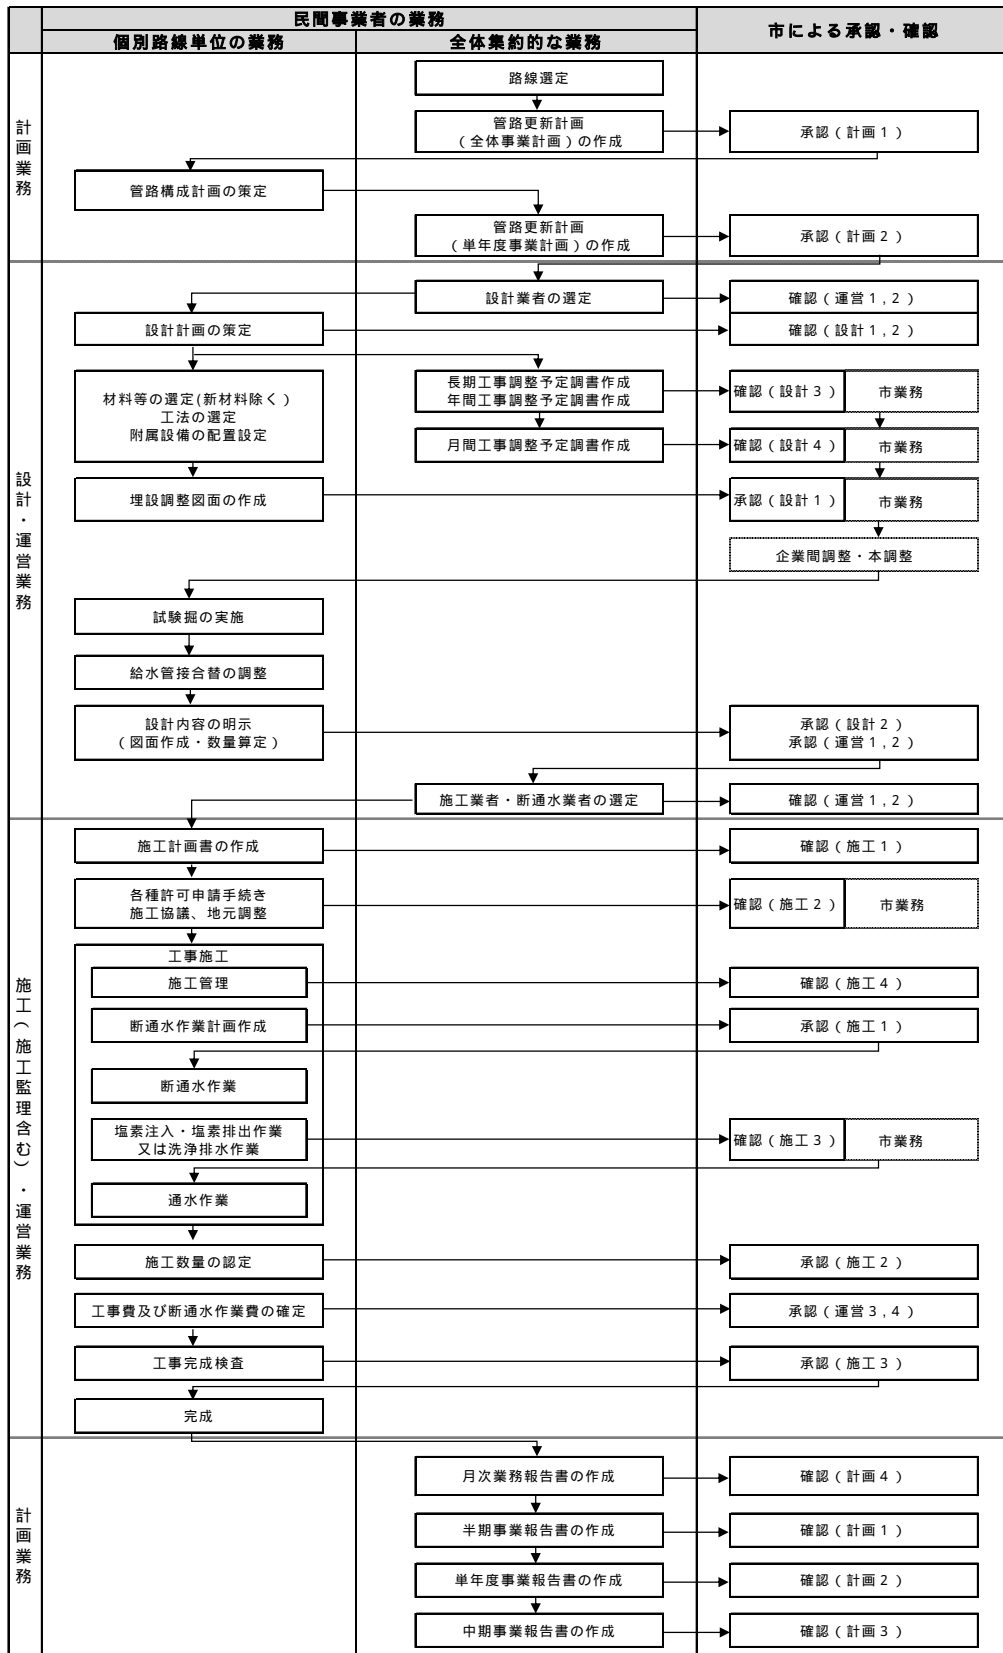 民間事業者の業務
個別路線単位の業務
全体集約的な業務
市による承認・確認
計画業務
路線選定
管路更新計画
（全体事業計画）の作成
承認（計画１）
管路構成計画の策定
管路更新計画
（単年度事業計画）の作成
承認（計画２）
設計・運営業務
設計業者の選定
確認（運営１,２）
設計計画の策定
確認（設計１,２）
材料等の選定(新材料除く）
工法の選定
附属設備の配置設定
長期工事調整予定調書作成
年間工事調整予定調書作成
確認（設計３）
市業務
月間工事調整予定調書作成
確認（設計４）
市業務
埋設調整図面の作成
承認（設計１）
市業務
企業間調整・本調整
試験掘の実施
給水管接合替の調整
設計内容の明示
（図面作成・数量算定）
承認（設計２）
承認（運営１,２）
施工業者・断通水業者の選定
確認（運営１,２）
施工（施工監理含む）・運営業務
施工計画書の作成
確認（施工１）
各種許可申請手続き
施工協議、地元調整
確認（施工２）
市業務
工事施工
施工管理
確認（施工４）
断通水作業計画作成
承認（施工１）
断通水作業
塩素注入・塩素排出作業
又は洗浄排水作業
確認（施工３）
市業務
通水作業
施工数量の認定
承認（施工２）
工事費及び断通水作業費の確定
承認（運営３,４）
工事完成検査
承認（施工３）
完成
計画業務
月次業務報告書の作成
確認（計画４）
半期事業報告書の作成
確認（計画１）
単年度事業報告書の作成
確認（計画２）
中期事業報告書の作成
確認（計画３）